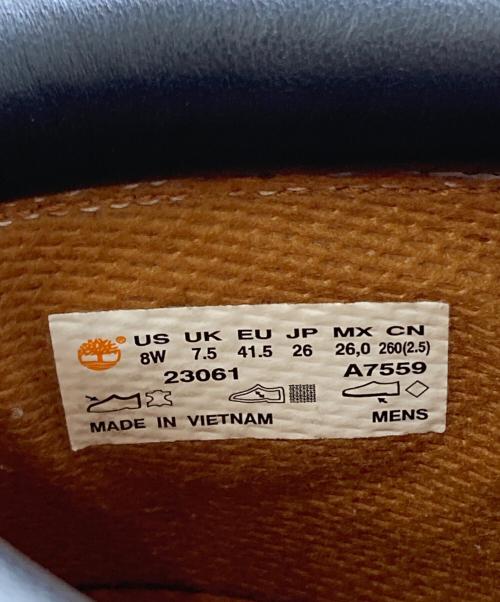 US UK EU JP MX CN
8W 7.5 41.5 26 26,0 260(2.5)
23061 A7559
MADE IN VIETNAM MENS